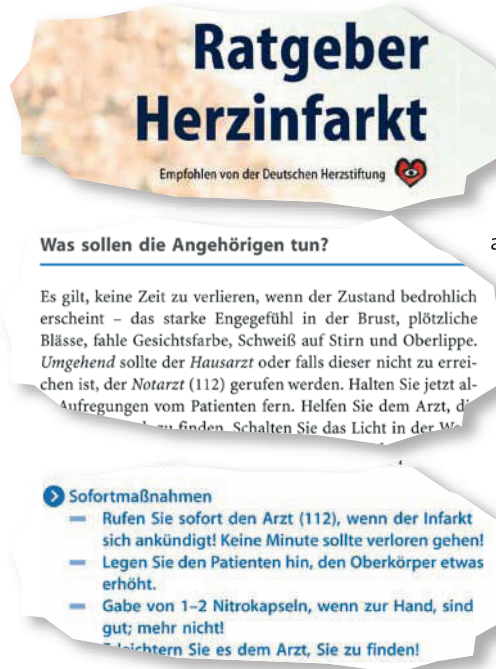 Ratgeber
Herzinfarkt
Empfohlen von der Deutschen Herzstiftung
Was sollen die Angehörigen tun?
a
Es gilt, keine Zeit zu verlieren, wenn der Zustand bedrohlich
erscheint – das starke Engegefühl in der Brust, plötzliche
Blässe, fahle Gesichtsfarbe, Schweiß auf Stirn und Oberlippe.
Umgehend sollte der Hausarzt oder falls dieser nicht zu errei-
chen ist, der Notarzt (112) gerufen werden. Halten Sie jetzt al-
Aufregungen vom Patienten fern. Helfen Sie dem Arzt,
zu finden. Schalten Sie das Licht in der
Sofortmaßnahmen
– Rufen Sie sofort den Arzt (112), wenn der Infarkt
sich ankündigt! Keine Minute sollte verloren gehen!
– Legen Sie den Patienten hin, den Oberkörper etwas
erhöht.
– Gabe von 1–2 Nitrokapseln, wenn zur Hand, sind
gut; mehr nicht!
Sie es dem Arzt, Sie zu finden!